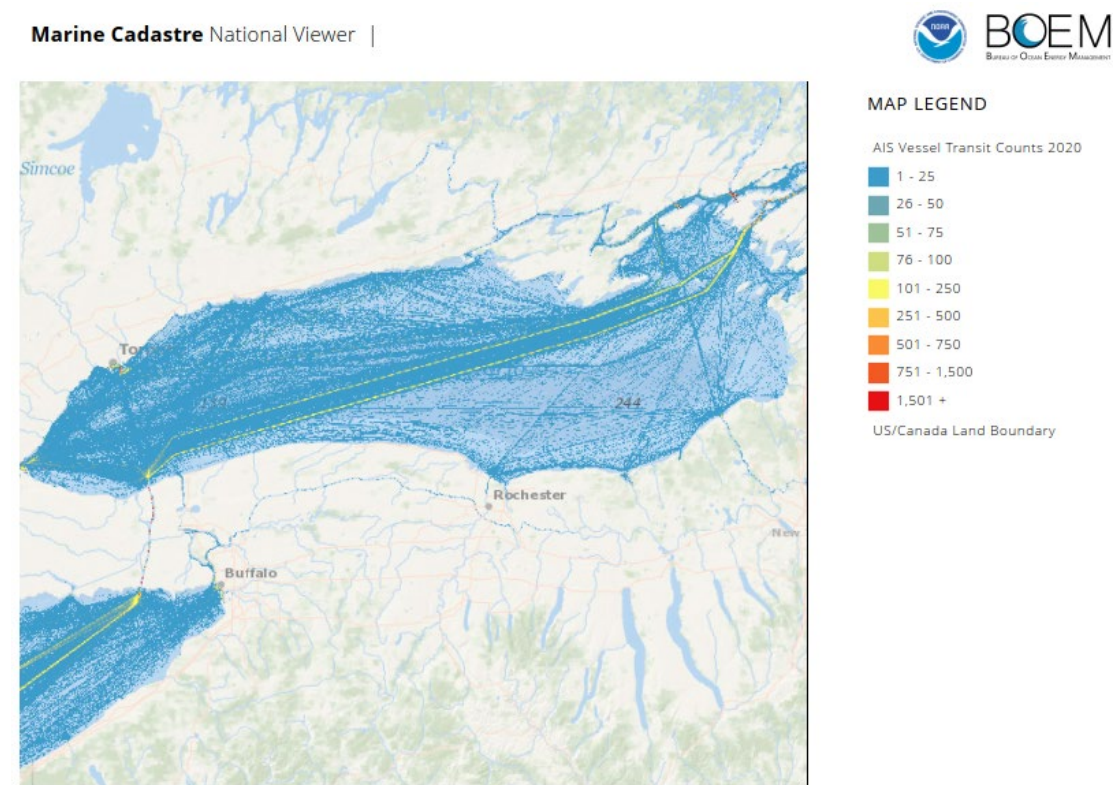 Marine Cadastre National Viewer |
NOAA
BOEM
BUREAU OF OCEAN ENERGY MANAGEMENT
MAP LEGEND
AIS Vessel Transit Counts 2020
1 - 25
26 - 50
51 - 75
76 - 100
101 - 250
251 - 500
501 - 750
751 - 1,500
1,501 +
US/Canada Land Boundary
Simcoe
244
Rochester
New
Buffalo